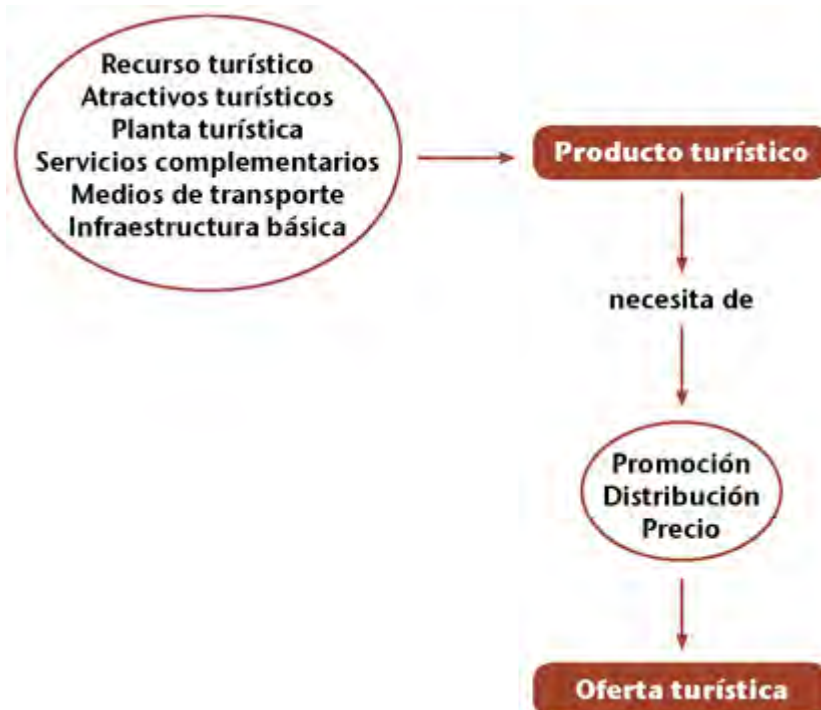 Recurso turístico
Atractivos turísticos
Planta turística
Servicios complementarios
Medios de transporte
Infraestructura básica
Producto turístico
necesita de
Promoción
Distribución
Precio
Oferta turística